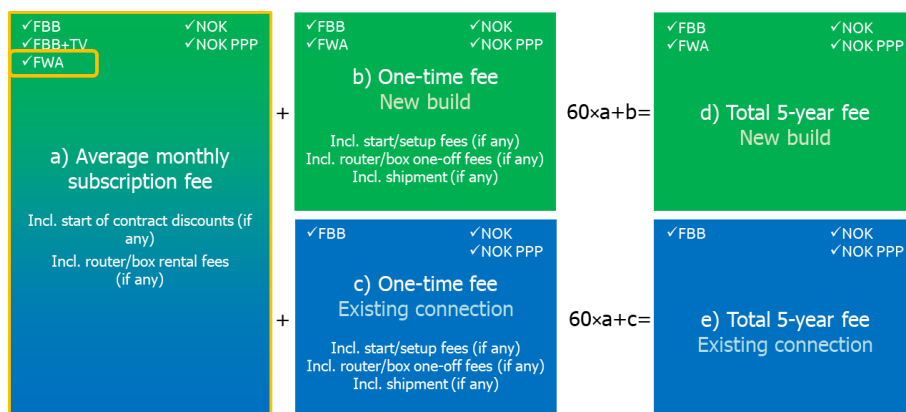 ✓FBB ✓NOK
✓FBB+TV ✓NOK PPP
✓FWA
a) Average monthly
subscription fee
Incl. start of contract discounts (if
any)
Incl. router/box rental fees
(if any)
+
✓FBB ✓NOK
✓FWA ✓NOK PPP
b) One-time fee
New build
Incl. start/setup fees (if any)
Incl. router/box one-off fees (if any)
Incl. shipment (if any)
60×a+b=
✓FBB ✓NOK
✓FWA ✓NOK PPP
d) Total 5-year fee
New build
+
✓FBB ✓NOK
✓NOK PPP
c) One-time fee
Existing connection
Incl. start/setup fees (if any)
Incl. router/box one-off fees (if any)
Incl. shipment (if any)
60×a+c=
✓FBB ✓NOK
✓NOK PPP
e) Total 5-year fee
Existing connection